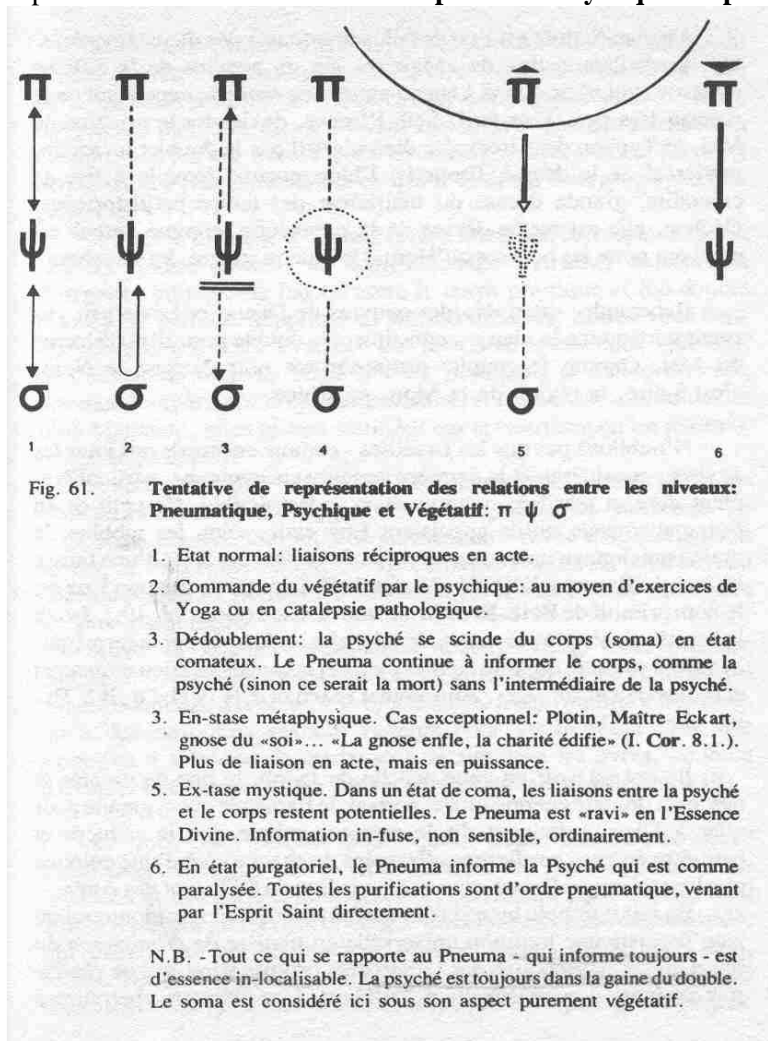 π π π π π π
ψ ψ ψ ψ ψ ψ
σ σ σ σ σ
1 2 3 4 5 6
Fig. 61. Tentative de représentation des relations entre les niveaux:
Pneumatique, Psychique et Végétatif: π ψ σ
1. Etat normal: liaisons réciproques en acte.
2. Commande du végétatif par le psychique: au moyen d'exercices de
Yoga ou en catalepsie pathologique.
3. Dédoublement: la psyché se scinde du corps (soma) en état
comateux. Le Pneuma continue à informer le corps, comme la
psyché (sinon ce serait la mort) sans l'intermédiaire de la psyché.
3. En-stase métaphysique. Cas exceptionnel: Plotin, Maître Eckart,
gnose du «soi»... «La gnose enfle, la charité édifie» (I. Cor. 8.1.).
Plus de liaison en acte, mais en puissance.
5. Ex-tase mystique. Dans un état de coma, les liaisons entre la psyché
et le corps restent potentielles. Le Pneuma est «ravi» en l'Essence
Divine. Information in-fuse, non sensible, ordinairement.
6. En état purgatoriel, le Pneuma informe la Psyché qui est comme
paralysée. Toutes les purifications sont d'ordre pneumatique, venant
par l'Esprit Saint directement.
N.B. -Tout ce qui se rapporte au Pneuma - qui informe toujours - est
d'essence in-localisable. La psyché est toujours dans la gaine du double.
Le soma est considéré ici sous son aspect purement végétatif.